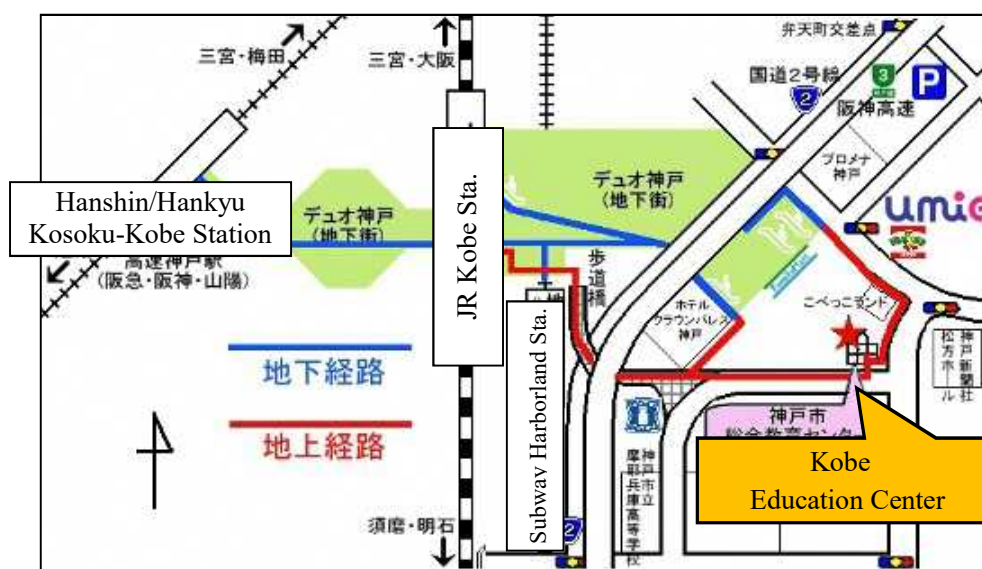 三宮・梅田
三宮・大阪
弁天町交差点
国道2号線
2
3
P
阪神高速
プロメナ
神戸
umie
Hanshin/Hankyu
Kosoku-Kobe Station
高速神戸駅
(阪急・阪神・山陽)
デュオ神戸
(地下街)
JR Kobe Sta.
デュオ神戸
(地下街)
歩道橋
Subway Harborland Sta.
ホテル
クラウンパレス
神戸
こべっこランド
神戸新聞社
松方ホール
地下経路
地上経路
神戸市立
摩耶兵庫高等学校
神戸市
総合教育センター
Kobe
Education Center
須磨・明石
2